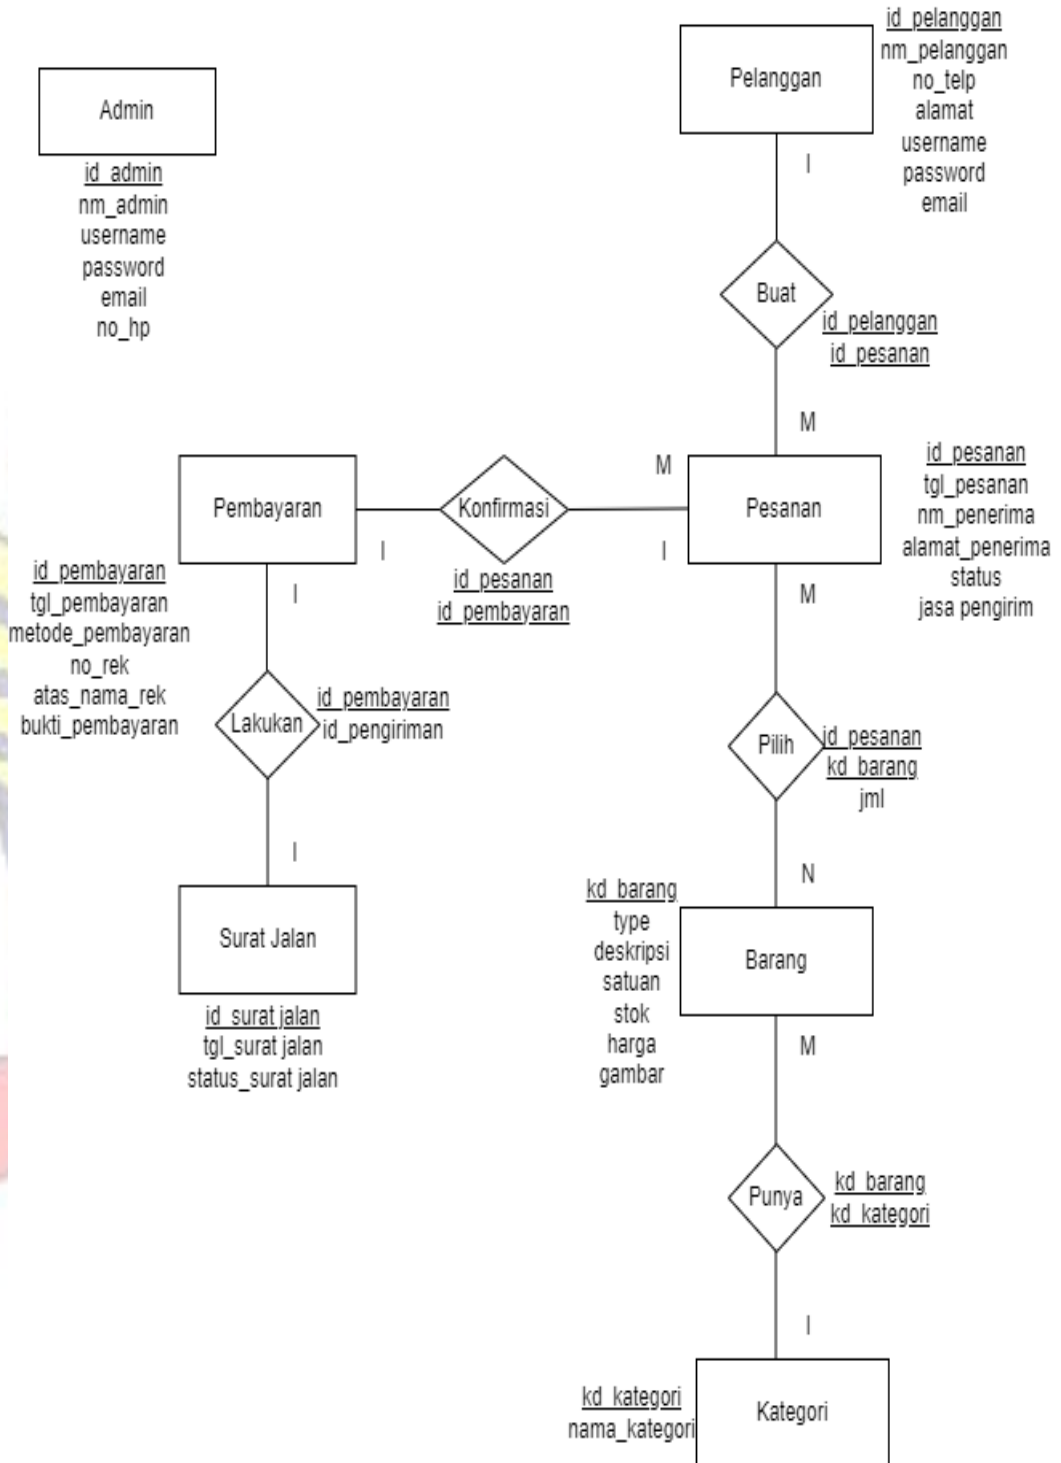 Admin
id_admin
nm_admin
username
password
email
no_hp
Pelanggan
id_pelanggan
nm_pelanggan
no_telp
alamat
username
password
email
I
Buat
id_pelanggan
id_pesanan
M
Pembayaran
I
Konfirmasi
id_pesanan
id_pembayaran
M
I
Pesanan
id_pesanan
tgl_pesanan
nm_penerima
alamat_penerima
status
jasa pengirim
id_pembayaran
tgl_pembayaran
metode_pembayaran
no_rek
atas_nama_rek
bukti_pembayaran
I
Lakukan
id_pembayaran
id_pengiriman
I
M
Pilih
id_pesanan
kd_barang
jml
N
Surat Jalan
id_surat jalan
tgl_surat jalan
status_surat jalan
kd_barang
type
deskripsi
satuan
stok
harga
gambar
Barang
M
Punya
kd_barang
kd_kategori
I
kd_kategori
nama_kategori
Kategori